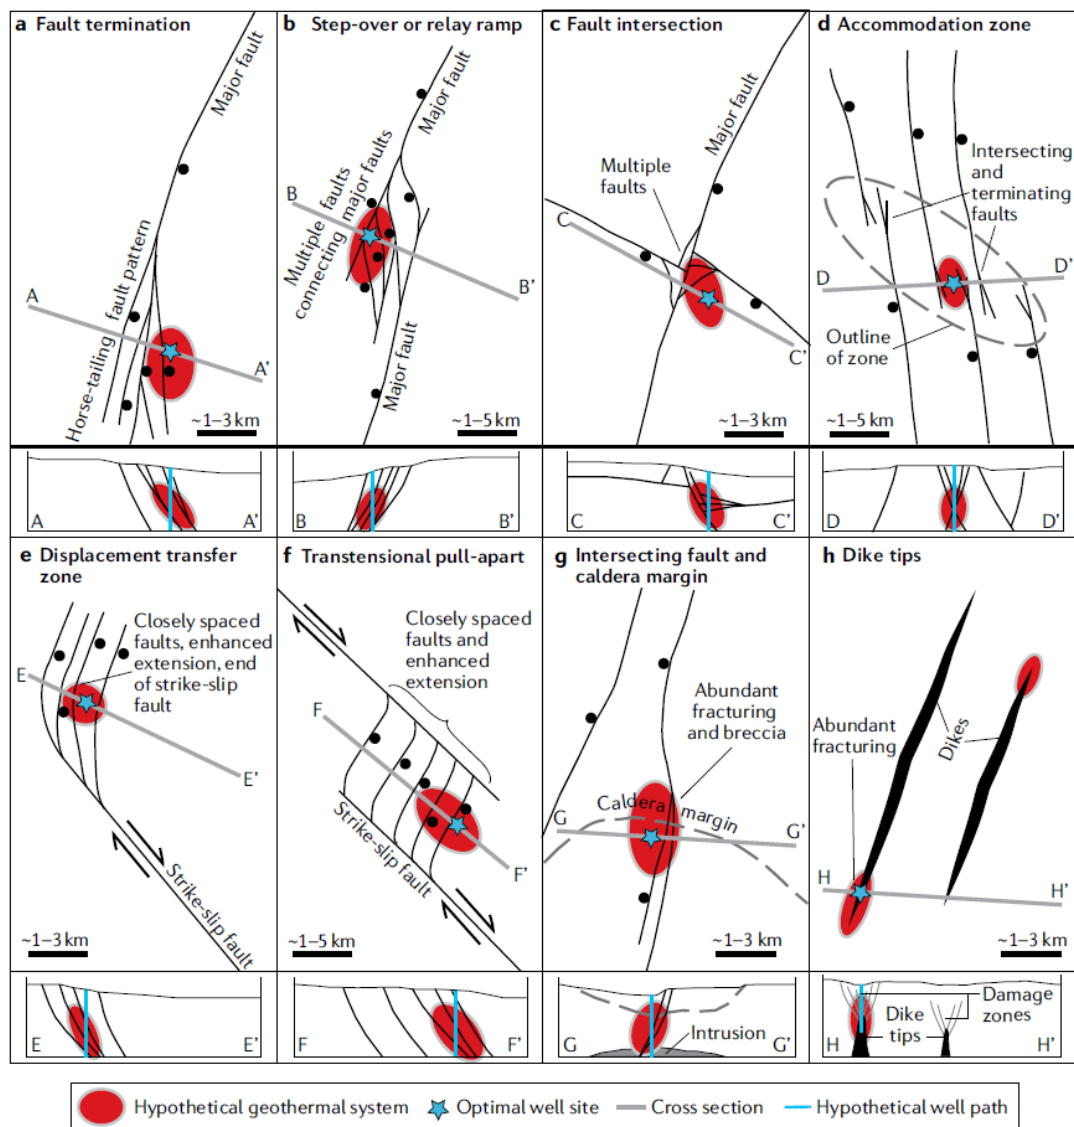 a Fault termination
Major fault
Horse-tailing
fault pattern
A
A'
~1–3 km
A
A'
b Step-over or relay ramp
Major fault
Multiple faults
connecting major faults
B
B'
Major fault
~1–5 km
B
B'
c Fault intersection
Major fault
Multiple
faults
C
C'
~1–3 km
C
C'
d Accommodation zone
Intersecting
and
terminating
faults
D
D'
Outline
of zone
~1–5 km
D
D'
e Displacement transfer
zone
Closely spaced
faults, enhanced
extension, end
of strike-slip
fault
E
E'
Strike-slip fault
~1–3 km
E
E'
f Transtensional pull-apart
Closely spaced
faults and
enhanced
extension
F
F'
Strike-slip fault
~1–5 km
F
F'
g Intersecting fault and
caldera margin
Abundant
fracturing
and breccia
Caldera margin
G
G'
~1–3 km
Intrusion
G
G'
h Dike tips
Abundant
fracturing
Dikes
H
H'
~1–3 km
Damage
zones
Dike
tips
H
H'
Hypothetical geothermal system
Optimal well site
Cross section
Hypothetical well path